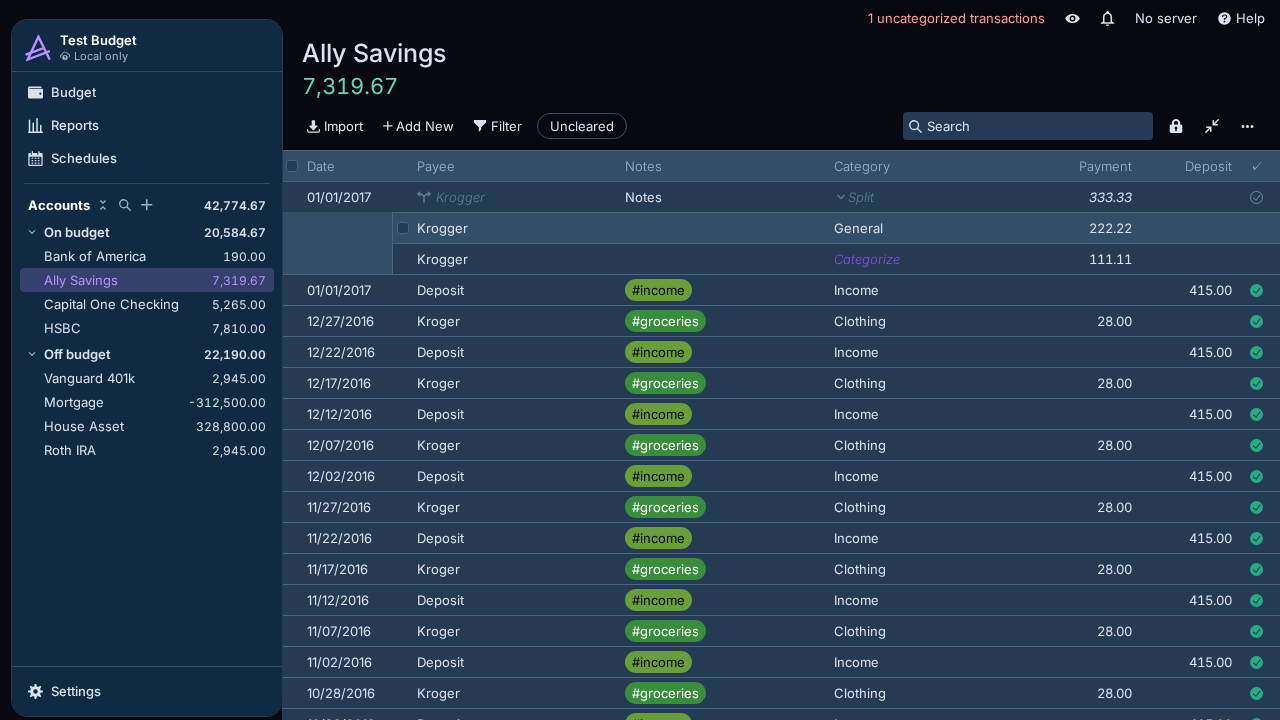 1 uncategorized transactions No server Help
Test Budget
Local only
Budget
Reports
Schedules
Accounts 42,774.67
On budget 20,584.67
Bank of America 190.00
Ally Savings 7,319.67
Capital One Checking 5,265.00
HSBC 7,810.00
Off budget 22,190.00
Vanguard 401k 2,945.00
Mortgage -312,500.00
House Asset 328,800.00
Roth IRA 2,945.00
Settings
Ally Savings
7,319.67
Import + Add New Filter Uncleared Search
Date Payee Notes Category Payment Deposit ✓
01/01/2017 Krogger Notes Split 333.33
Krogger General 222.22
Krogger Categorize 111.11
01/01/2017 Deposit #income Income 415.00
12/27/2016 Kroger #groceries Clothing 28.00
12/22/2016 Deposit #income Income 415.00
12/17/2016 Kroger #groceries Clothing 28.00
12/12/2016 Deposit #income Income 415.00
12/07/2016 Kroger #groceries Clothing 28.00
12/02/2016 Deposit #income Income 415.00
11/27/2016 Kroger #groceries Clothing 28.00
11/22/2016 Deposit #income Income 415.00
11/17/2016 Kroger #groceries Clothing 28.00
11/12/2016 Deposit #income Income 415.00
11/07/2016 Kroger #groceries Clothing 28.00
11/02/2016 Deposit #income Income 415.00
10/28/2016 Kroger #groceries Clothing 28.00